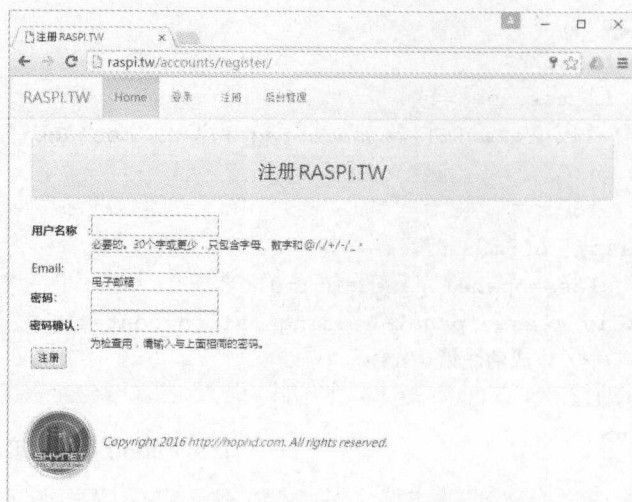 注册 RASPI.TW
raspi.tw/accounts/register/
RASPI.TW Home 登录 注册 后台管理
注册 RASPI.TW
用户名称 :
必要的。30个字或更少,只包含字母、数字和 @/./+/-/_。
Email:
电子邮箱
密码:
密码确认:
为检查用,请输入与上面相同的密码。
注册
SKYNET
Copyright 2016 http://hophd.com. All rights reserved.